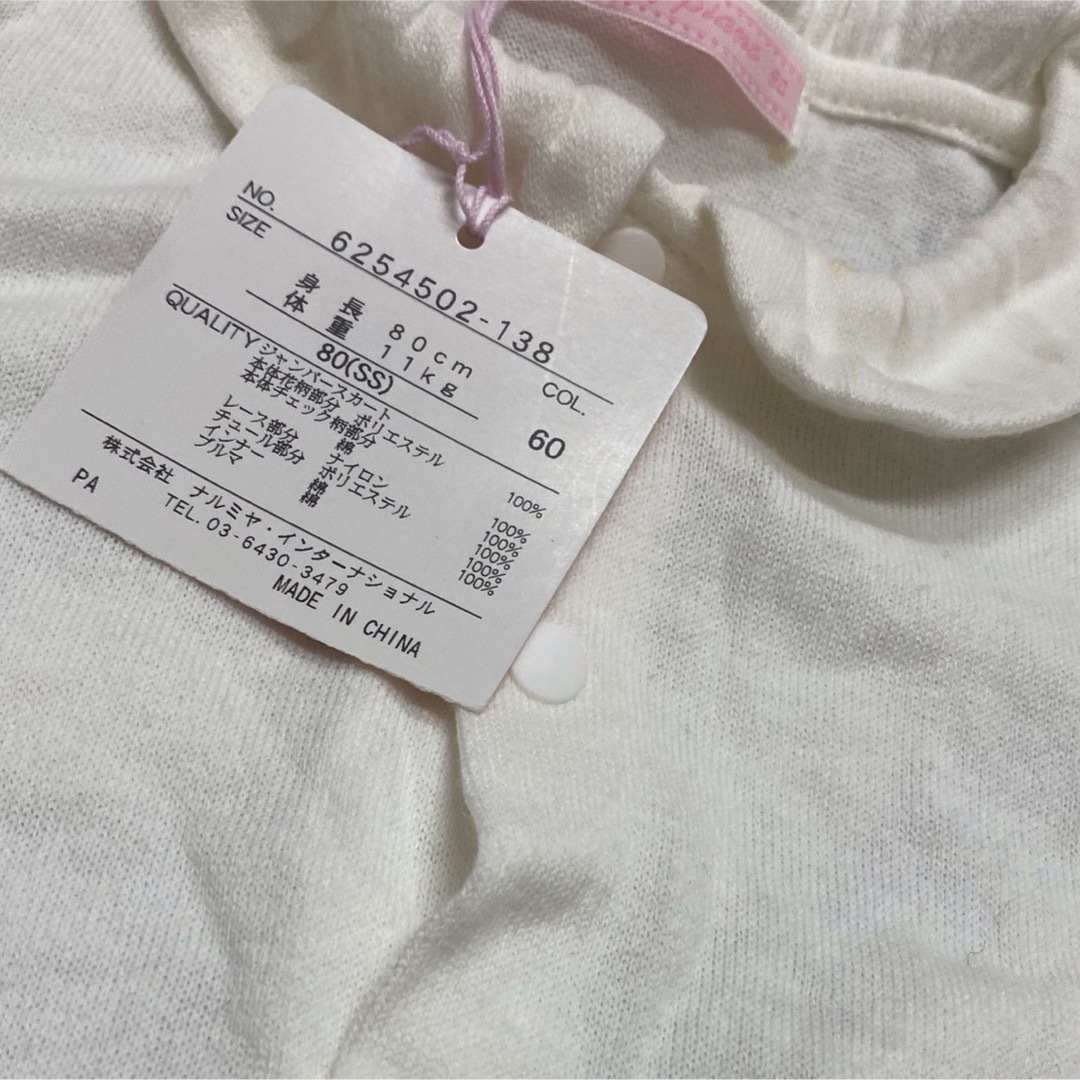 NO. 6254502-138
SIZE 身長 80cm
体重 11kg
80(SS)
COL. 60
QUALITY ジャンパースカート
本体花柄部分 ポリエステル 100%
本体チェック柄部分 綿 100%
レース部分 ナイロン 100%
チュール部分 ポリエステル 100%
インナー 綿 100%
ブルマ 綿 100%
株式会社 ナルミヤ・インターナショナル
PA TEL. 03-6430-3479
MADE IN CHINA